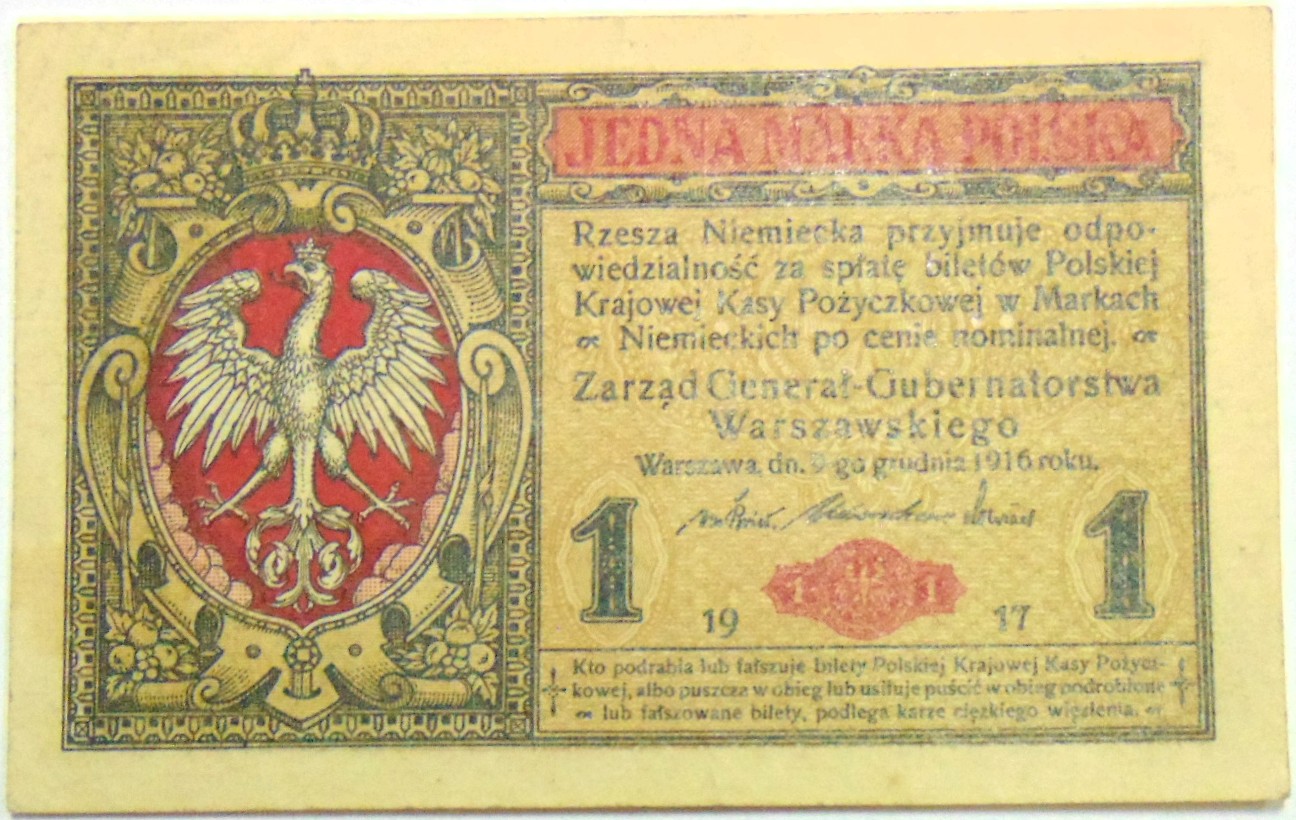 JEDNA MARKA POLSKA
Rzesza Niemiecka przyjmuje odpo-
wiedzialność za spłatę biletów Polskiej
Krajowej Kasy Pożyczkowej w Markach
Niemieckich po cenie nominalnej.
Zarząd Generał-Gubernatorstwa
Warszawskiego
Warszawa, dn. 9-go grudnia 1916 roku.
1 1
1 1
19 17
Kto podrabia lub fałszuje bilety Polskiej Krajowej Kasy Pożycz-
kowej, albo puszcza w obieg lub usiłuje puścić w obieg podrobione
lub fałszowane bilety, podlega karze ciężkiego więzienia.